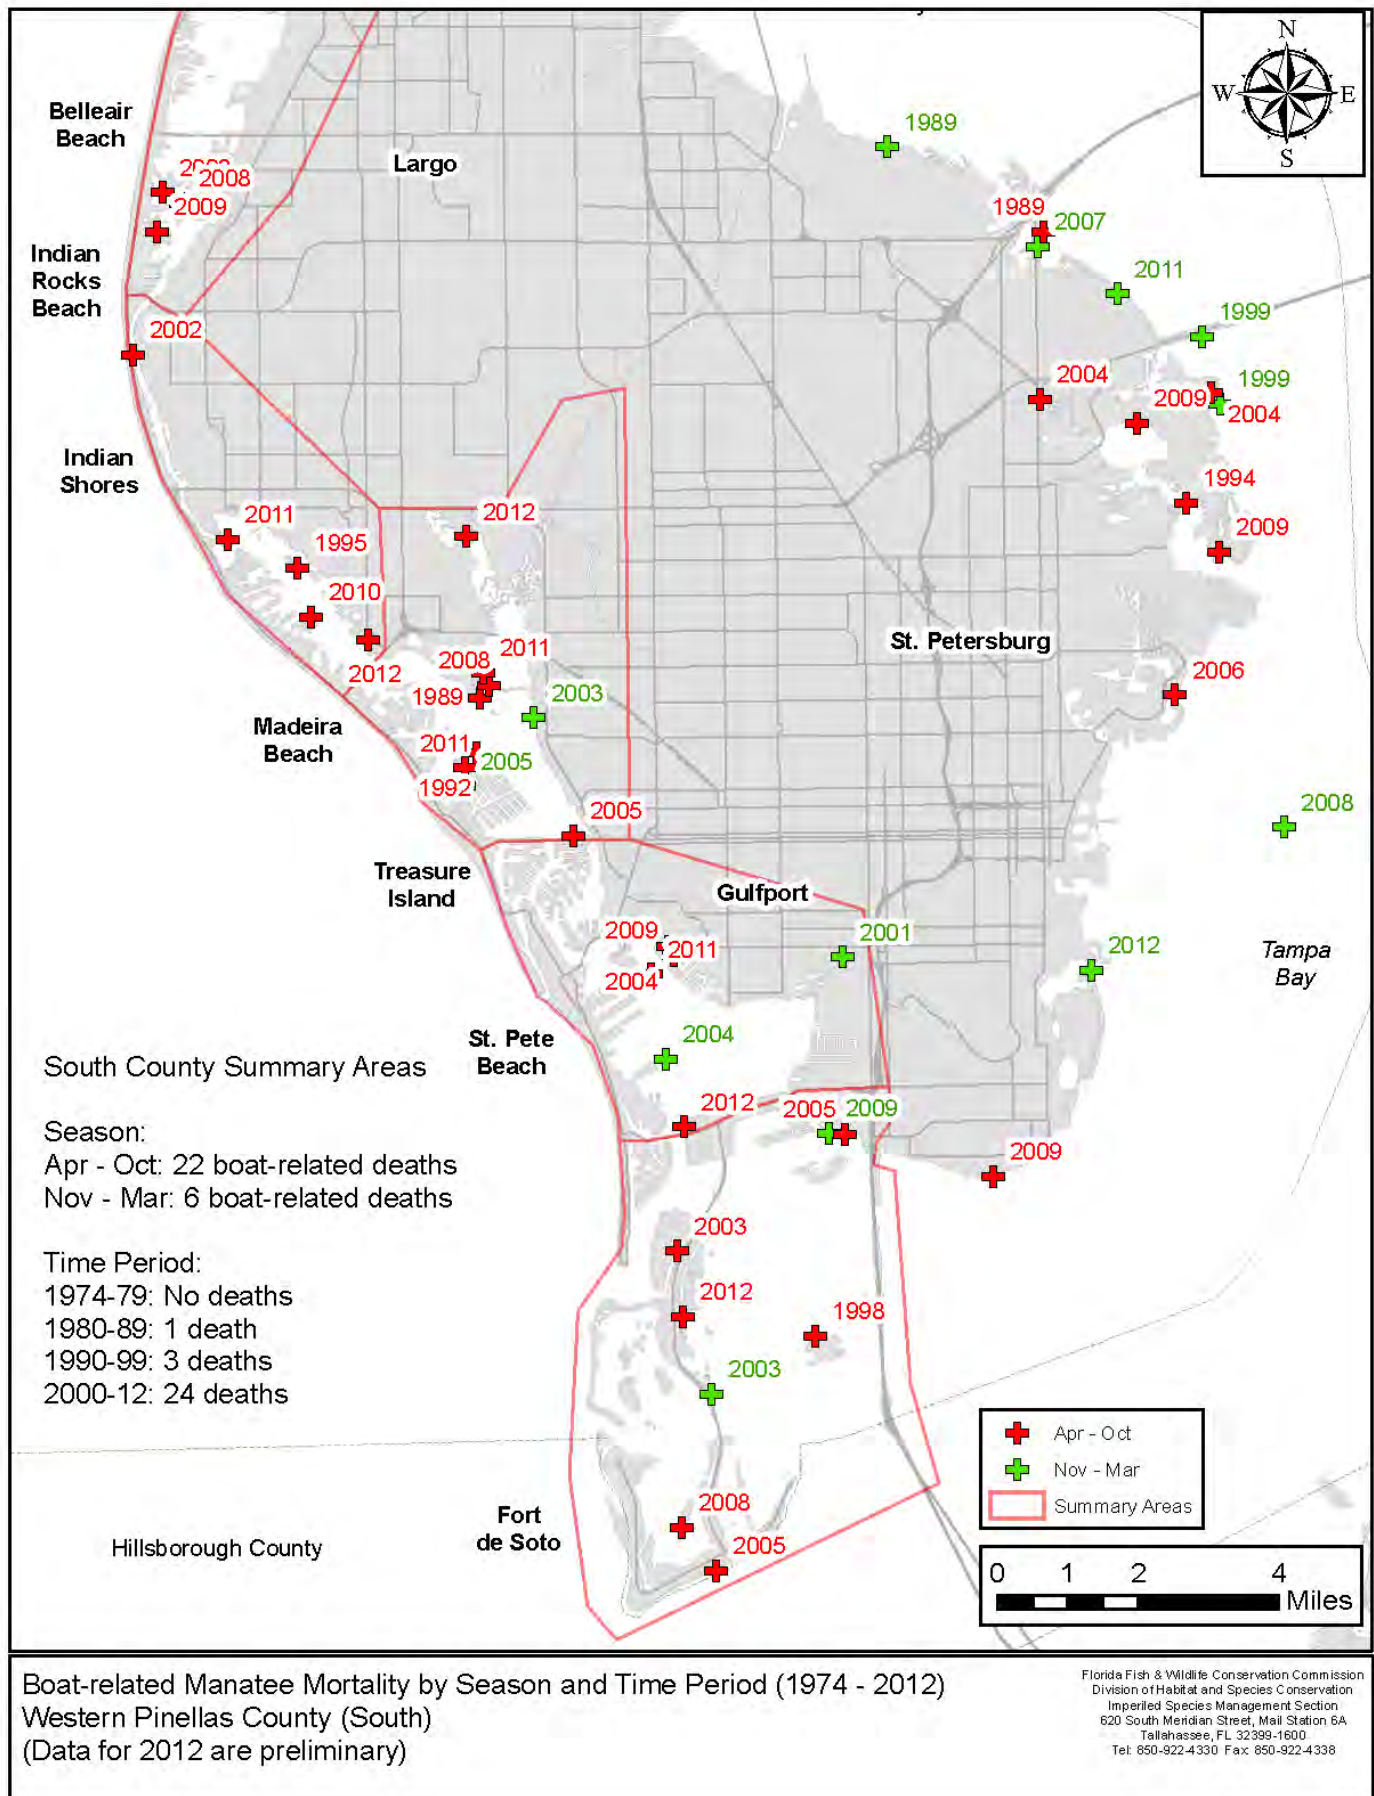 N
W E
S
1989
Belleair
Beach
Largo
2008
2009
1989
2007
Indian
Rocks
Beach
2011
1999
2002
2004
1999
2009
2004
Indian
Shores
1994
2011
2012
2009
1995
2010
St. Petersburg
2011
2008
2012
2006
1989
2003
Madeira
Beach
2011
2005
1992
2008
2005
Treasure
Island
Gulfport
2009
2001
2011
2012
Tampa
Bay
2004
2004
St. Pete
Beach
South County Summary Areas
2012
2005
2009
Season:
Apr - Oct: 22 boat-related deaths
Nov - Mar: 6 boat-related deaths
2009
2003
Time Period:
1974-79: No deaths
1980-89: 1 death
1990-99: 3 deaths
2000-12: 24 deaths
2012
1998
2003
Apr - Oct
Nov - Mar
Summary Areas
2008
Fort
de Soto
2005
Hillsborough County
0 1 2 4
Miles
Boat-related Manatee Mortality by Season and Time Period (1974 - 2012)
Western Pinellas County (South)
(Data for 2012 are preliminary)
Florida Fish & Wildlife Conservation Commission
Division of Habitat and Species Conservation
Imperiled Species Management Section
620 South Meridian Street, Mail Station 6A
Tallahassee, FL 32399-1600
Tel: 850-922-4330 Fax: 850-922-4338